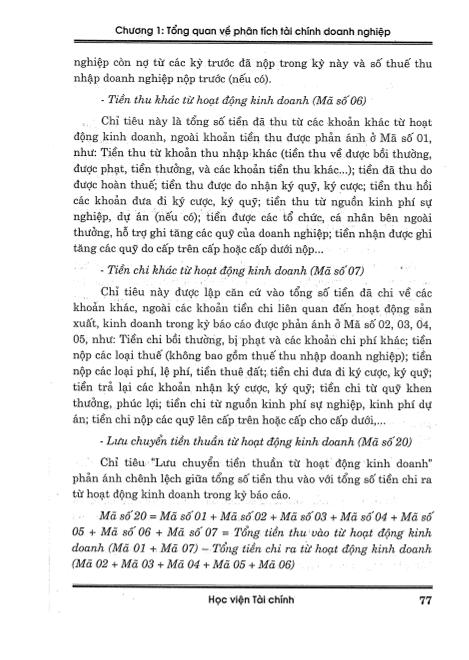 Chương 1: Tổng quan về phân tích tài chính doanh nghiệp
nghiệp còn nợ từ các kỳ trước đã nộp trong kỳ này và số thuế thu
nhập doanh nghiệp nộp trước (nếu có).
- Tiền thu khác từ hoạt động kinh doanh (Mã số 06)
Chỉ tiêu này là tổng số tiền đã thu từ các khoản khác từ hoạt
động kinh doanh, ngoài khoản tiền thu được phản ánh ở Mã số 01,
như: Tiền thu từ khoản thu nhập khác (tiền thu về được bồi thường,
được phạt, tiền thưởng, và các khoản tiền thu khác...); tiền đã thu do
được hoàn thuế; tiền thu được do nhận ký quỹ, ký cược; tiền thu hồi
các khoản đưa đi ký cược, ký quỹ; tiền thu từ nguồn kinh phí sự
nghiệp, dự án (nếu có); tiền được các tổ chức, cá nhân bên ngoài
thưởng, hỗ trợ ghi tăng các quỹ của doanh nghiệp; tiền nhận được ghi
tăng các quỹ do cấp trên cấp hoặc cấp dưới nộp...
- Tiền chi khác từ hoạt động kinh doanh (Mã số 07)
Chỉ tiêu này được lập căn cứ vào tổng số tiền đã chi về các
khoản khác, ngoài các khoản tiền chi liên quan đến hoạt động sản
xuất, kinh doanh trong kỳ báo cáo được phản ánh ở Mã số 02, 03, 04,
05, như: Tiền chi bồi thường, bị phạt và các khoản chi phí khác; tiền
nộp các loại thuế (không bao gồm thuế thu nhập doanh nghiệp); tiền
nộp các loại phí, lệ phí, tiền thuê đất; tiền chi đưa đi ký cược, ký quỹ;
tiền trả lại các khoản nhận ký cược, ký quỹ; tiền chi từ quỹ khen
thưởng, phúc lợi; tiền chi từ nguồn kinh phí sự nghiệp, kinh phí dự
án; tiền chi nộp các quỹ lên cấp trên hoặc cấp cho cấp dưới,...
- Lưu chuyển tiền thuần từ hoạt động kinh doanh (Mã số 20)
Chỉ tiêu "Lưu chuyển tiền thuần từ hoạt động kinh doanh"
phản ánh chênh lệch giữa tổng số tiền thu vào với tổng số tiền chi ra
từ hoạt động kinh doanh trong kỳ báo cáo.
Mã số 20 = Mã số 01 + Mã số 02 + Mã số 03 + Mã số 04 + Mã số
05 + Mã số 06 + Mã số 07 = Tổng tiền thu vào từ hoạt động kinh
doanh (Mã 01 + Mã 07) – Tổng tiền chi ra từ hoạt động kinh doanh
(Mã 02 + Mã 03 + Mã 04 + Mã 05 + Mã 06)
Học viện Tài chính 77